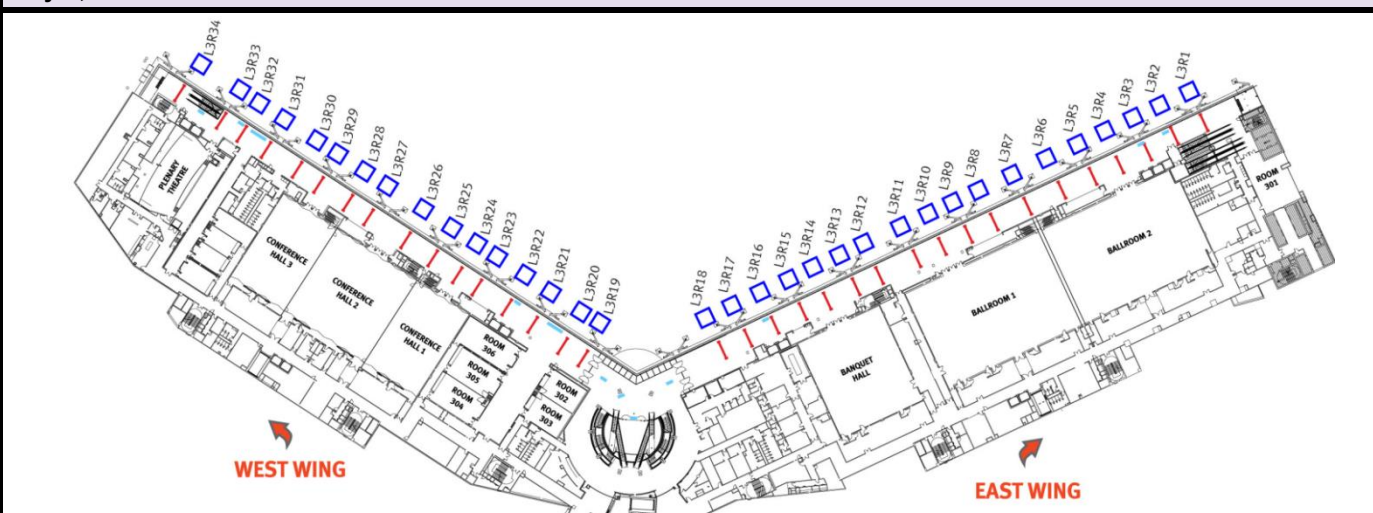 L3R34
L3R33
L3R32
L3R31
L3R30
L3R29
L3R28
L3R27
L3R26
L3R25
L3R24
L3R23
L3R22
L3R21
L3R20
L3R19
L3R18
L3R17
L3R16
L3R15
L3R14
L3R13
L3R12
L3R11
L3R10
L3R9
L3R8
L3R7
L3R6
L3R5
L3R4
L3R3
L3R2
L3R1
PLENARY
THEATRE
CONFERENCE
HALL 3
CONFERENCE
HALL 2
CONFERENCE
HALL 1
ROOM
306
ROOM
305
ROOM
304
ROOM
302
ROOM
303
BANQUET
HALL
BALLROOM 1
BALLROOM 2
ROOM
301
WEST WING
EAST WING